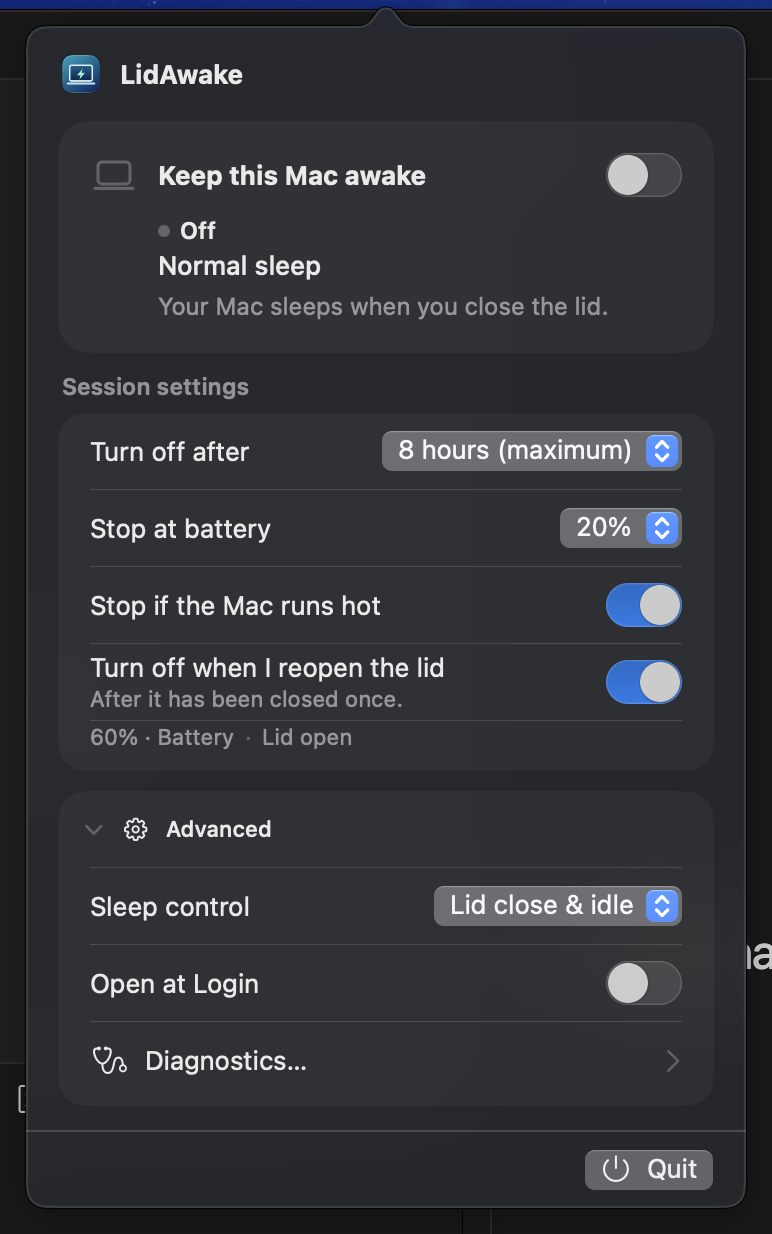 LidAwake
Keep this Mac awake
Off
Normal sleep
Your Mac sleeps when you close the lid.
Session settings
Turn off after 8 hours (maximum)
Stop at battery 20%
Stop if the Mac runs hot
Turn off when I reopen the lid
After it has been closed once.
60% · Battery · Lid open
Advanced
Sleep control Lid close & idle
Open at Login
Diagnostics...
Quit